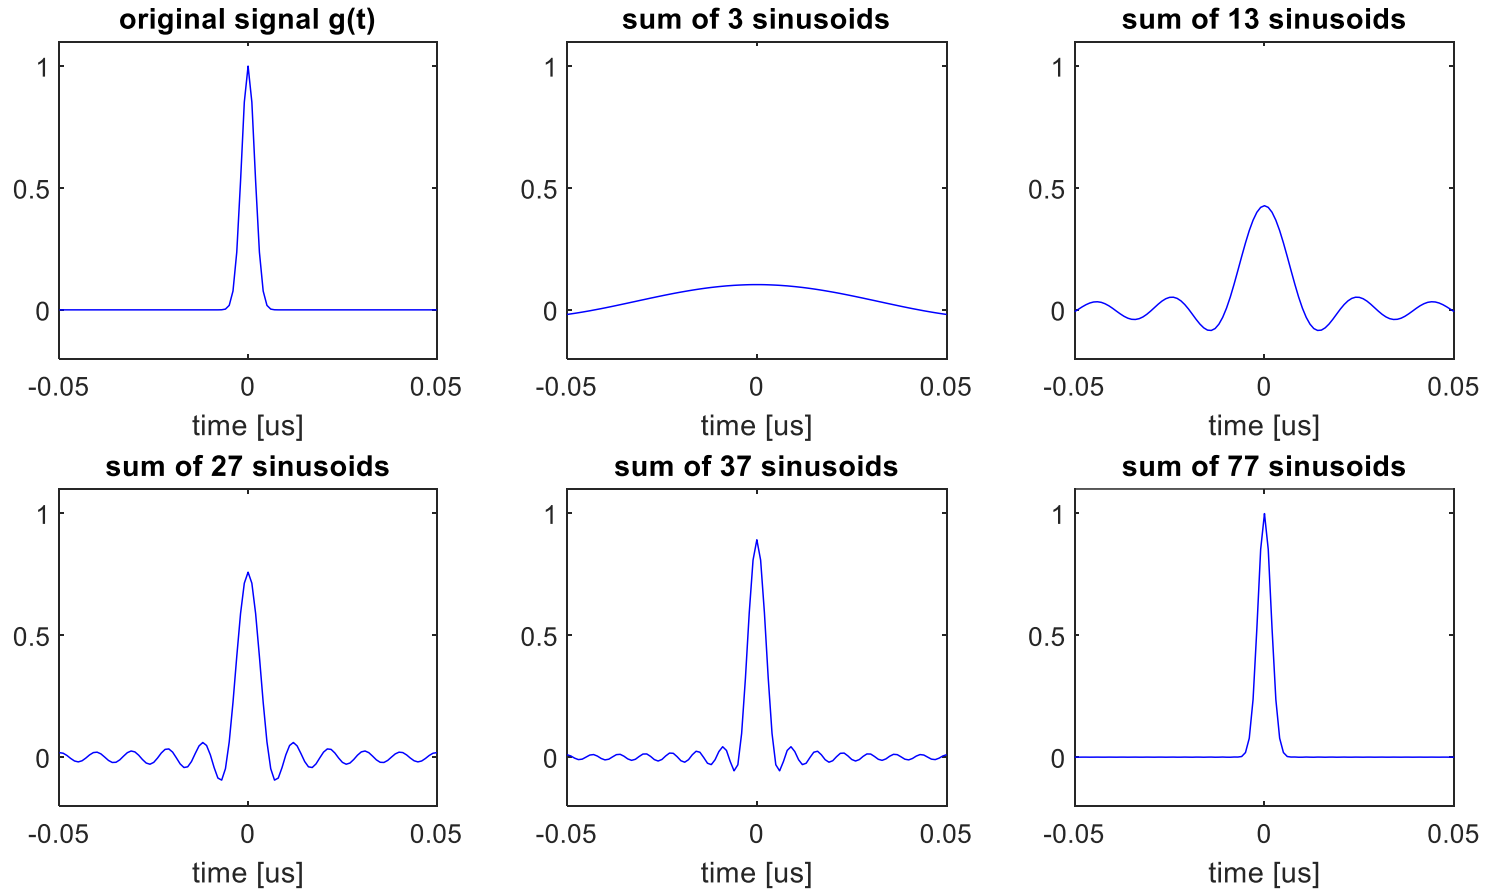 original signal g(t)
1
0.5
0
-0.05 0 0.05
time [us]
sum of 3 sinusoids
1
0.5
0
-0.05 0 0.05
time [us]
sum of 13 sinusoids
1
0.5
0
-0.05 0 0.05
time [us]
sum of 27 sinusoids
1
0.5
0
-0.05 0 0.05
time [us]
sum of 37 sinusoids
1
0.5
0
-0.05 0 0.05
time [us]
sum of 77 sinusoids
1
0.5
0
-0.05 0 0.05
time [us]